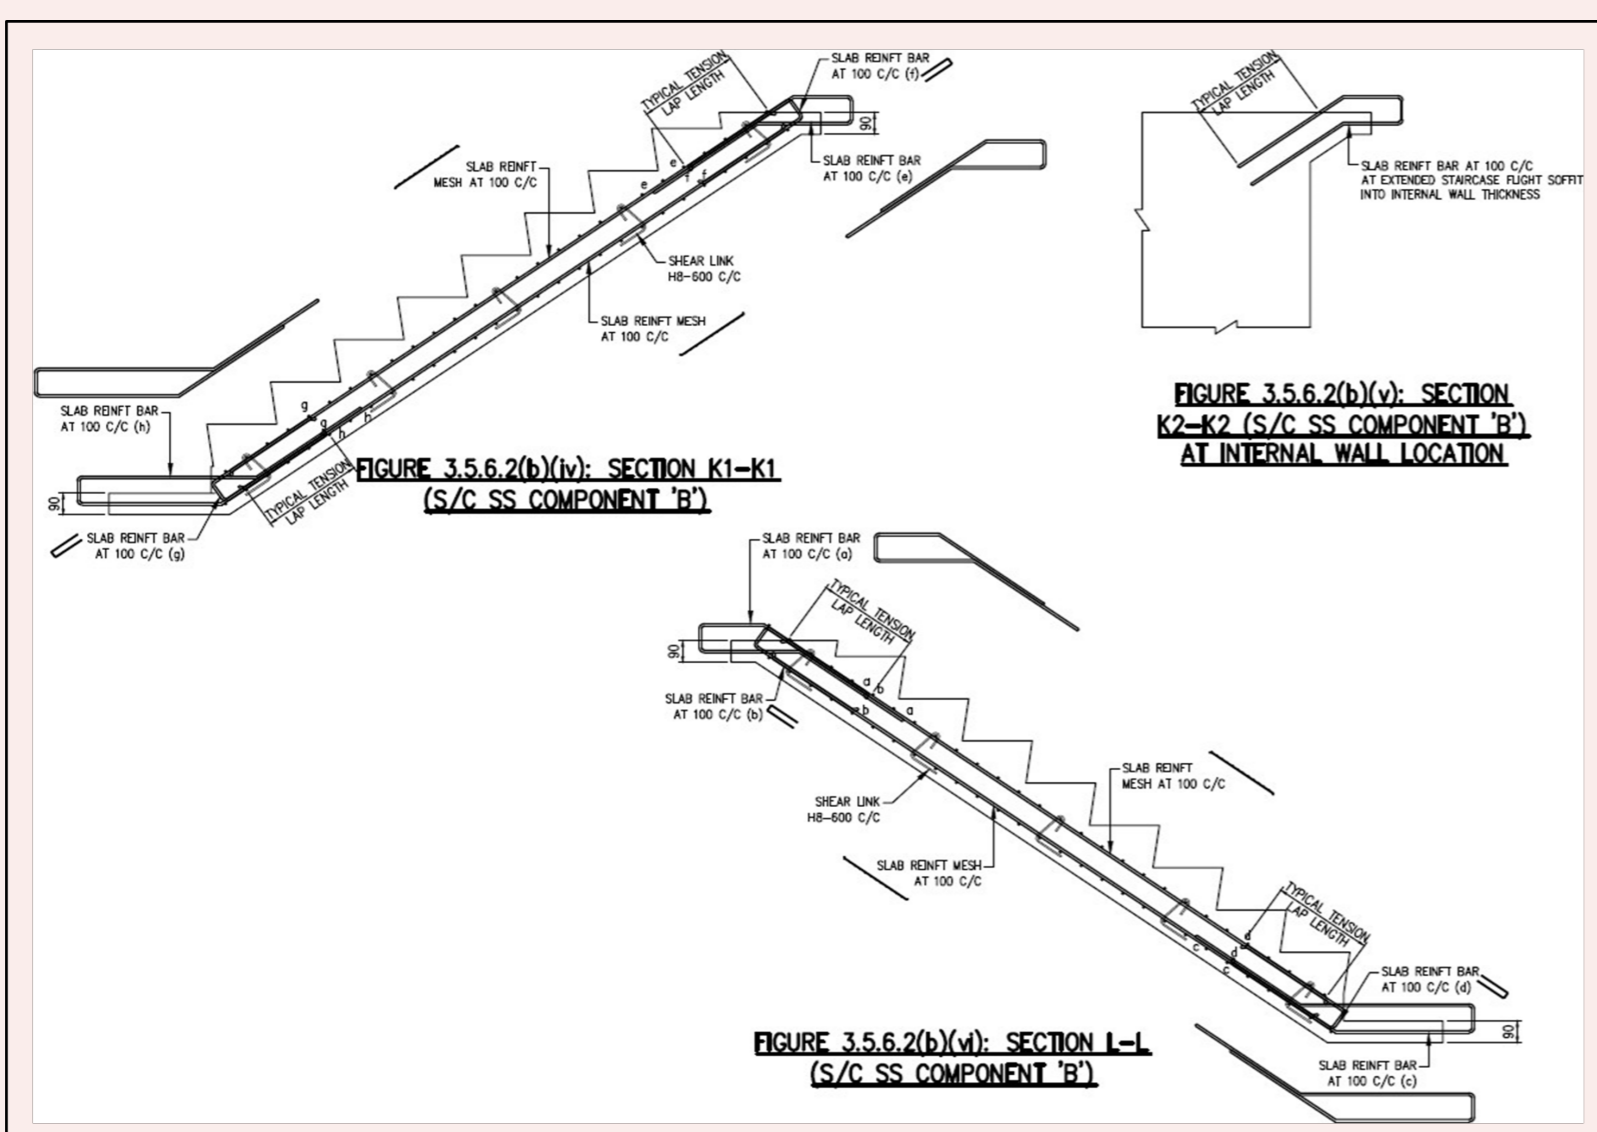 TYPICAL TENSION
LAP LENGTH
SLAB REINFT BAR
AT 100 C/C (f)
90
SLAB REINFT
MESH AT 100 C/C
e
e
f
f
SLAB REINFT BAR
AT 100 C/C (e)
SHEAR LINK
H8-600 C/C
SLAB REINFT MESH
AT 100 C/C
SLAB REINFT BAR
AT 100 C/C (h)
g
g
h
h
90
TYPICAL TENSION
LAP LENGTH
SLAB REINFT BAR
AT 100 C/C (g)
FIGURE 3.5.6.2(b)(iv): SECTION K1-K1
(S/C SS COMPONENT 'B')
TYPICAL TENSION
LAP LENGTH
SLAB REINFT BAR AT 100 C/C
AT EXTENDED STAIRCASE FLIGHT SOFFIT
INTO INTERNAL WALL THICKNESS
FIGURE 3.5.6.2(b)(v): SECTION
K2-K2 (S/C SS COMPONENT 'B')
AT INTERNAL WALL LOCATION
SLAB REINFT BAR
AT 100 C/C (a)
TYPICAL TENSION
LAP LENGTH
90
a
b
b
a
SLAB REINFT BAR
AT 100 C/C (b)
SLAB REINFT
MESH AT 100 C/C
SHEAR LINK
H8-600 C/C
SLAB REINFT MESH
AT 100 C/C
TYPICAL TENSION
LAP LENGTH
d
d
c
c
SLAB REINFT BAR
AT 100 C/C (d)
90
SLAB REINFT BAR
AT 100 C/C (c)
FIGURE 3.5.6.2(b)(vi): SECTION L-L
(S/C SS COMPONENT 'B')